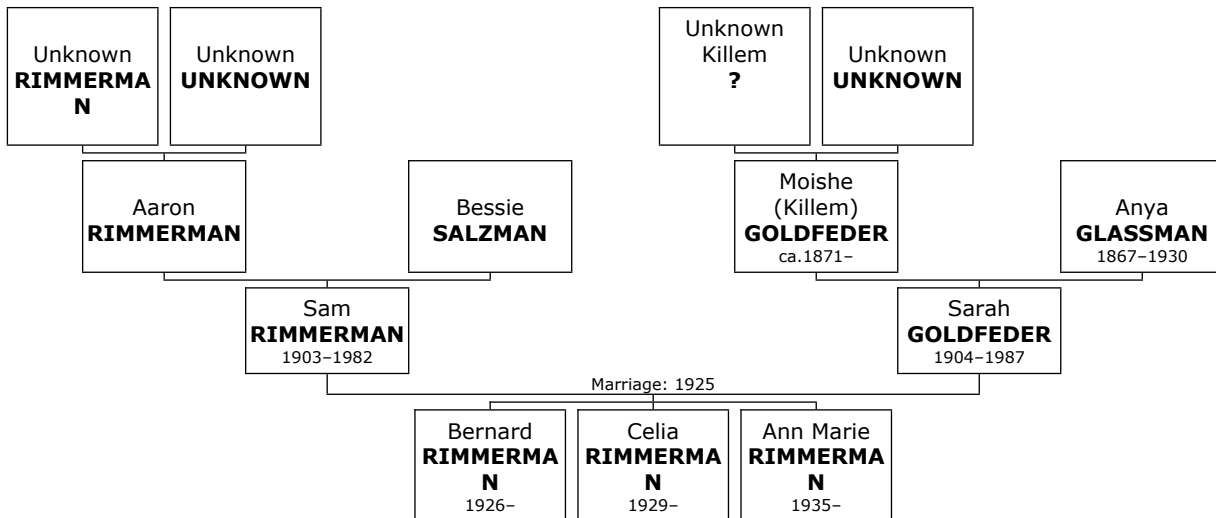 Unknown
RIMMERMA
N
Unknown
UNKNOWN
Unknown
Killem
?
Unknown
UNKNOWN
Aaron
RIMMERMAN
Bessie
SALZMAN
Moishe
(Killem)
GOLDFEDER
ca.1871–
Anya
GLASSMAN
1867–1930
Sam
RIMMERMAN
1903–1982
Sarah
GOLDFEDER
1904–1987
Marriage: 1925
Bernard
RIMMERMA
N
1926–
Celia
RIMMERMA
N
1929–
Ann Marie
RIMMERMA
N
1935–